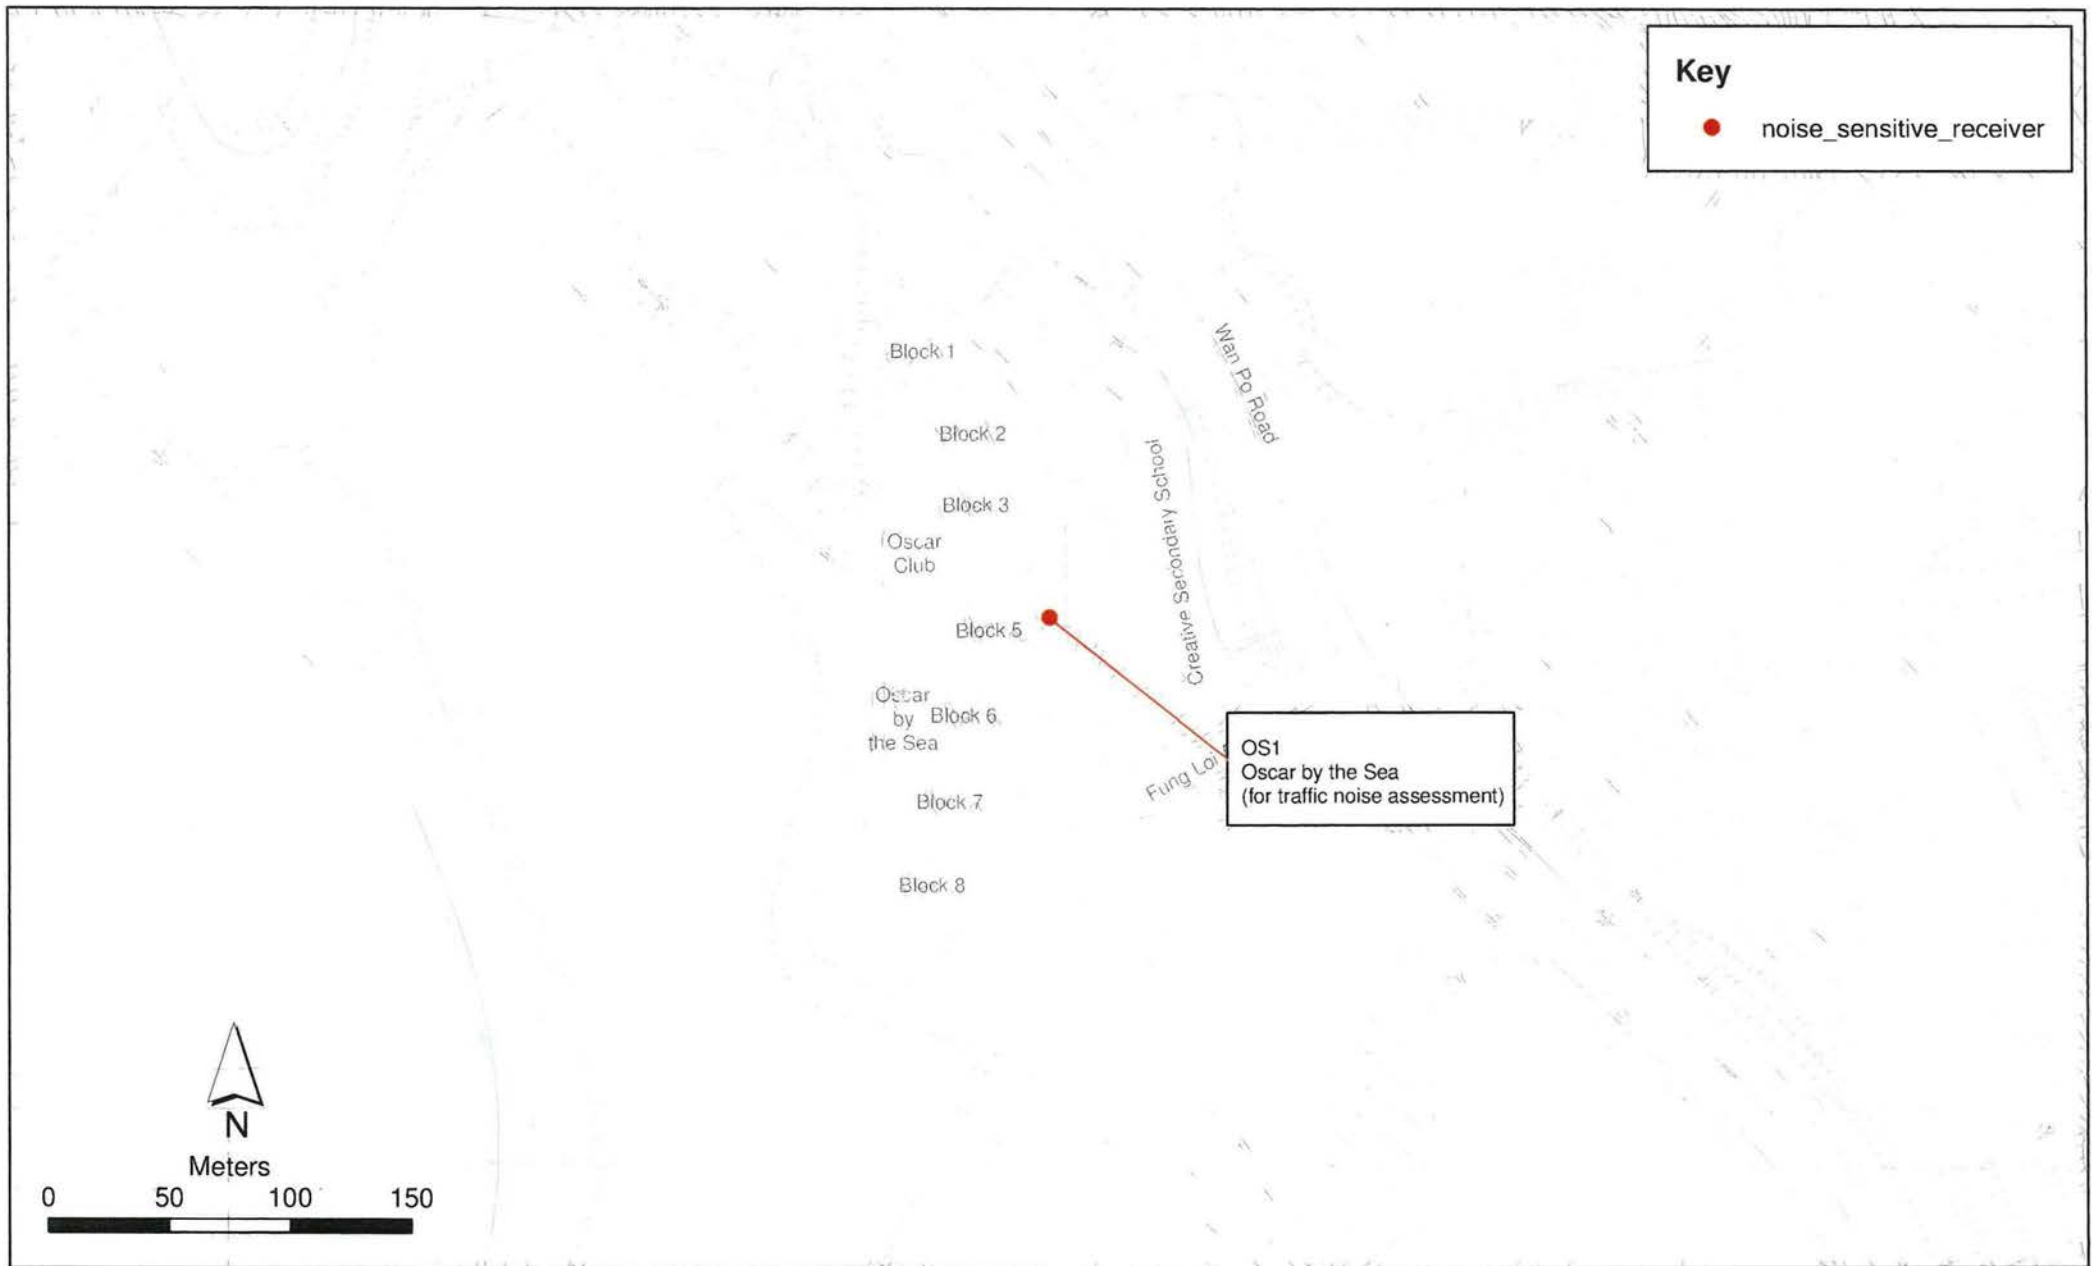 Key
noise_sensitive_receiver
Wan Po Road
Block 1
Block 2
Creative Secondary School
Block 3
Oscar
Club
Block 5
Oscar
by
the Sea
Block 6
OS1
Oscar by the Sea
(for traffic noise assessment)
Fung Loi
Block 7
Block 8
N
Meters
0 50 100 150